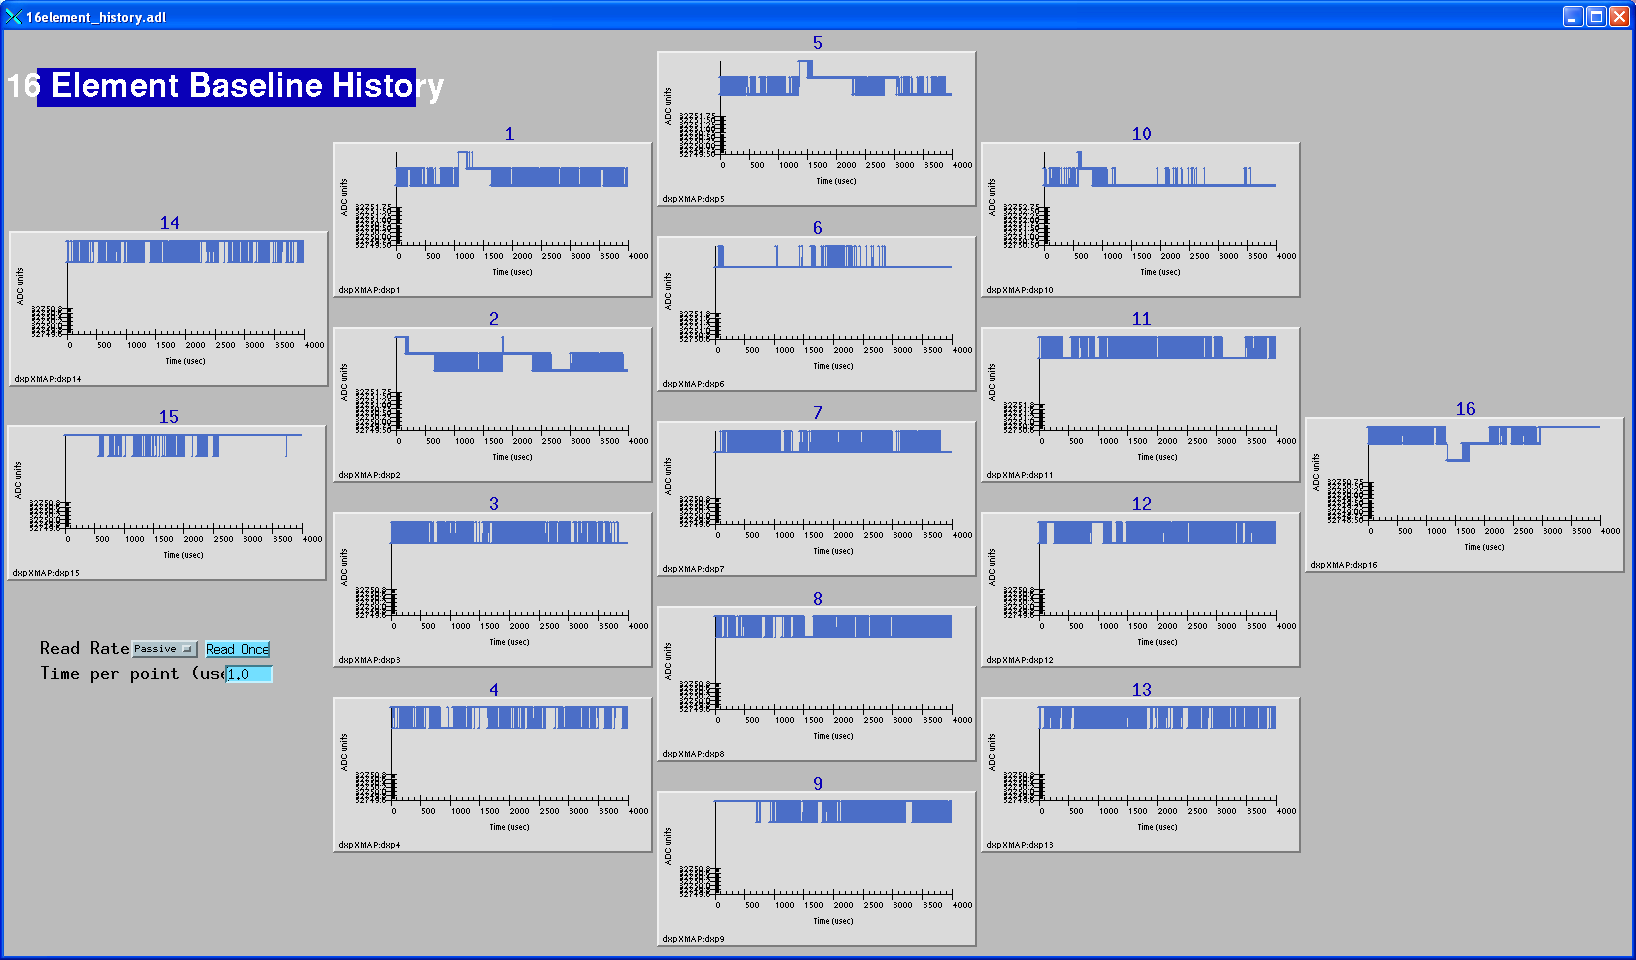 16element_history.adl
16 Element Baseline History
5
ADC units
0 500 1000 1500 2000 2500 3000 3500 4000
Time (usec)
dxpXMAP:dxp5
1
ADC units
0 500 1000 1500 2000 2500 3000 3500 4000
Time (usec)
dxpXMAP:dxp1
10
ADC units
0 500 1000 1500 2000 2500 3000 3500 4000
Time (usec)
dxpXMAP:dxp10
14
ADC units
0 500 1000 1500 2000 2500 3000 3500 4000
Time (usec)
dxpXMAP:dxp14
6
ADC units
0 500 1000 1500 2000 2500 3000 3500 4000
Time (usec)
dxpXMAP:dxp6
2
ADC units
0 500 1000 1500 2000 2500 3000 3500 4000
Time (usec)
dxpXMAP:dxp2
11
ADC units
0 500 1000 1500 2000 2500 3000 3500 4000
Time (usec)
dxpXMAP:dxp11
15
ADC units
0 500 1000 1500 2000 2500 3000 3500 4000
Time (usec)
dxpXMAP:dxp15
7
ADC units
0 500 1000 1500 2000 2500 3000 3500 4000
Time (usec)
dxpXMAP:dxp7
16
ADC units
0 500 1000 1500 2000 2500 3000 3500 4000
Time (usec)
dxpXMAP:dxp16
3
ADC units
0 500 1000 1500 2000 2500 3000 3500 4000
Time (usec)
dxpXMAP:dxp3
12
ADC units
0 500 1000 1500 2000 2500 3000 3500 4000
Time (usec)
dxpXMAP:dxp12
8
ADC units
0 500 1000 1500 2000 2500 3000 3500 4000
Time (usec)
dxpXMAP:dxp8
Read Rate Passive Read Once
Time per point (use 1.0
4
ADC units
0 500 1000 1500 2000 2500 3000 3500 4000
Time (usec)
dxpXMAP:dxp4
13
ADC units
0 500 1000 1500 2000 2500 3000 3500 4000
Time (usec)
dxpXMAP:dxp13
9
ADC units
0 500 1000 1500 2000 2500 3000 3500 4000
Time (usec)
dxpXMAP:dxp9